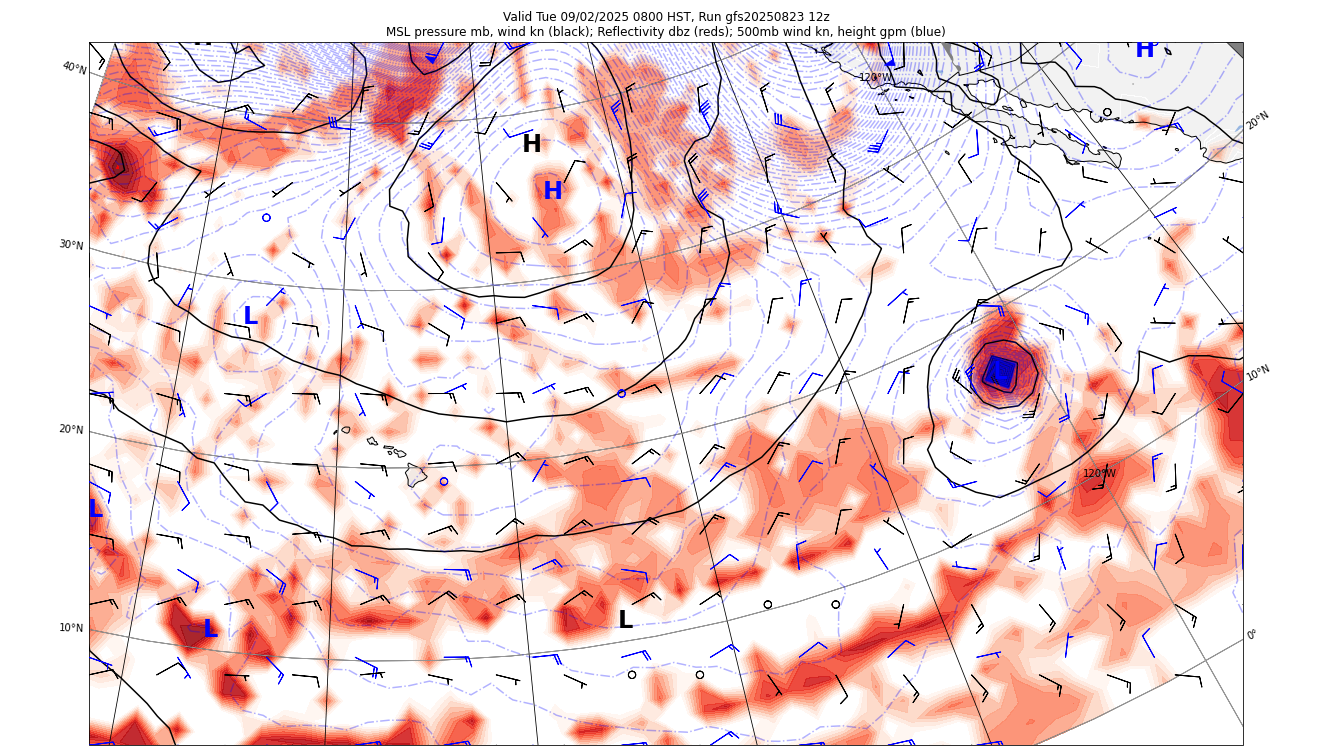 Valid Tue 09/02/2025 0800 HST, Run gfs20250823 12z
MSL pressure mb, wind kn (black); Reflectivity dbz (reds); 500mb wind kn, height gpm (blue)
H
40°N
120°W
20°N
H
H
30°N
L
10°N
20°N
120°W
L
10°N
L
L
0°